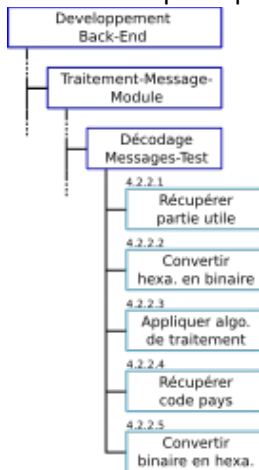 Developpement
Back-End
Traitement-Message-
Module
Décodage
Messages-Test
4.2.2.1
Récupérer
partie utile
4.2.2.2
Convertir
hexa. en binaire
4.2.2.3
Appliquer algo.
de traitement
4.2.2.4
Récupérer
code pays
4.2.2.5
Convertir
binaire en hexa.